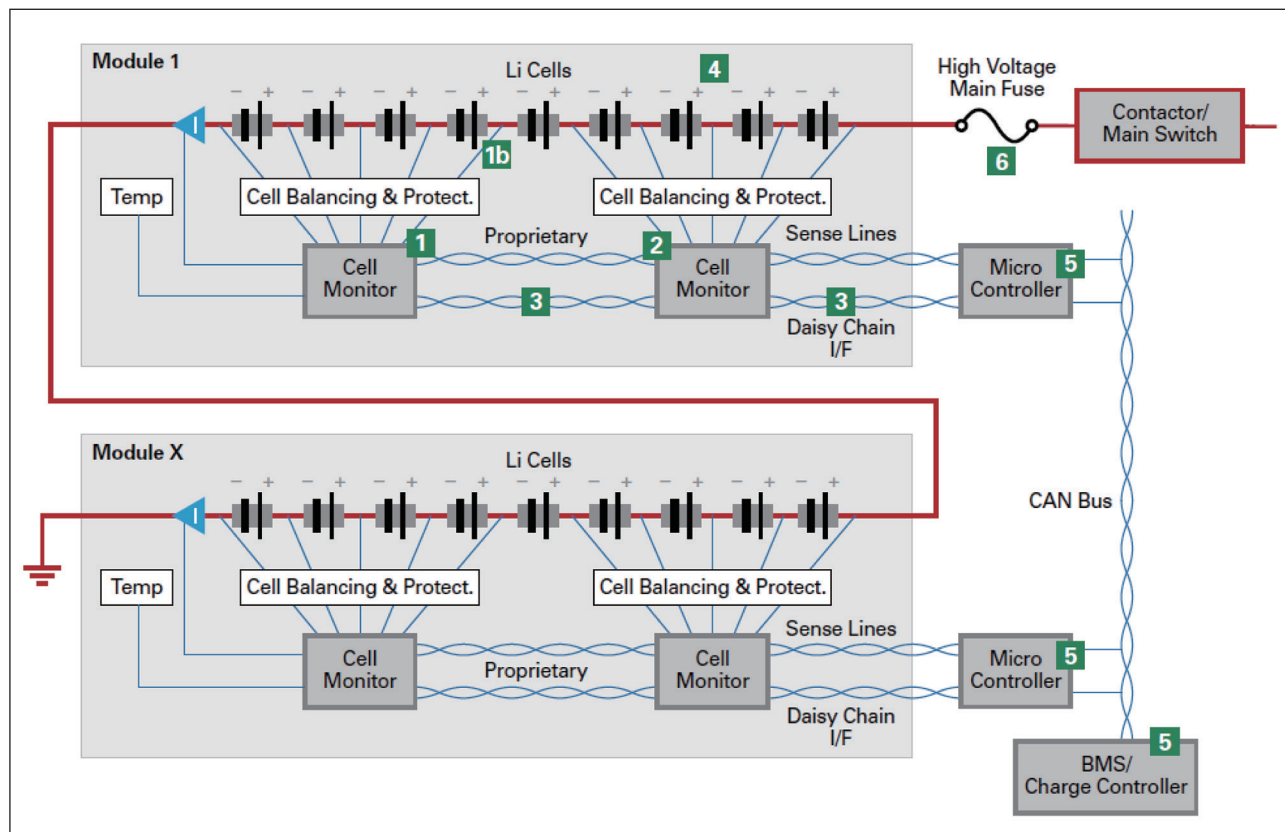 Module 1
Li Cells
4
High Voltage
Main Fuse
Contactor/
Main Switch
− + − + − + − + − + − + − + − + − +
1b
6
Temp
Cell Balancing & Protect.
Cell Balancing & Protect.
1
Proprietary
2
Sense Lines
Cell
Monitor
Cell
Monitor
Micro
Controller
5
3
3
Daisy Chain
I/F
Module X
Li Cells
− + − + − + − + − + − + − + − + − +
CAN Bus
Temp
Cell Balancing & Protect.
Cell Balancing & Protect.
Sense Lines
Cell
Monitor
Proprietary
Cell
Monitor
Micro
Controller
5
Daisy Chain
I/F
5
BMS/
Charge Controller